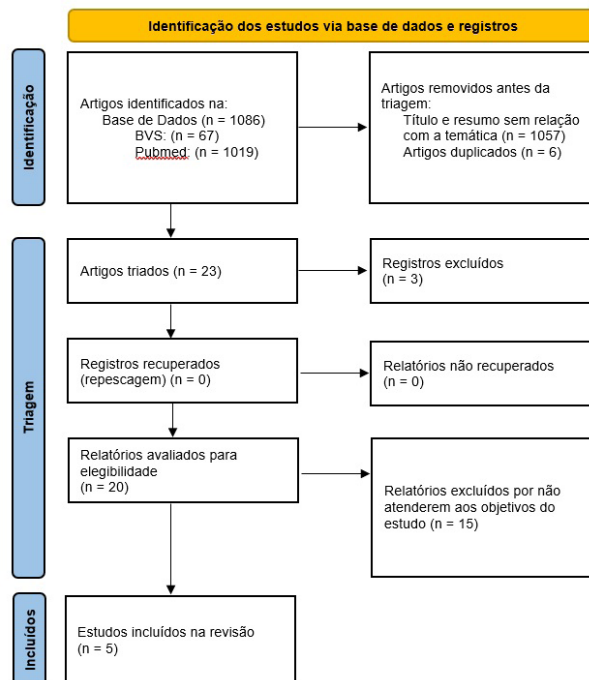 Identificação dos estudos via base de dados e registros
Identificação
Artigos identificados na:
Base de Dados (n = 1086)
BVS: (n = 67)
Pubmed: (n = 1019)
Artigos removidos antes da
triagem:
Título e resumo sem relação
com a temática (n = 1057)
Artigos duplicados (n = 6)
Triagem
Artigos triados (n = 23)
Registros excluídos
(n = 3)
Registros recuperados
(repescagem) (n = 0)
Relatórios não recuperados
(n = 0)
Relatórios avaliados para
elegibilidade
(n = 20)
Relatórios excluídos por não
atenderem aos objetivos do
estudo (n = 15)
Incluídos
Estudos incluídos na revisão
(n = 5)